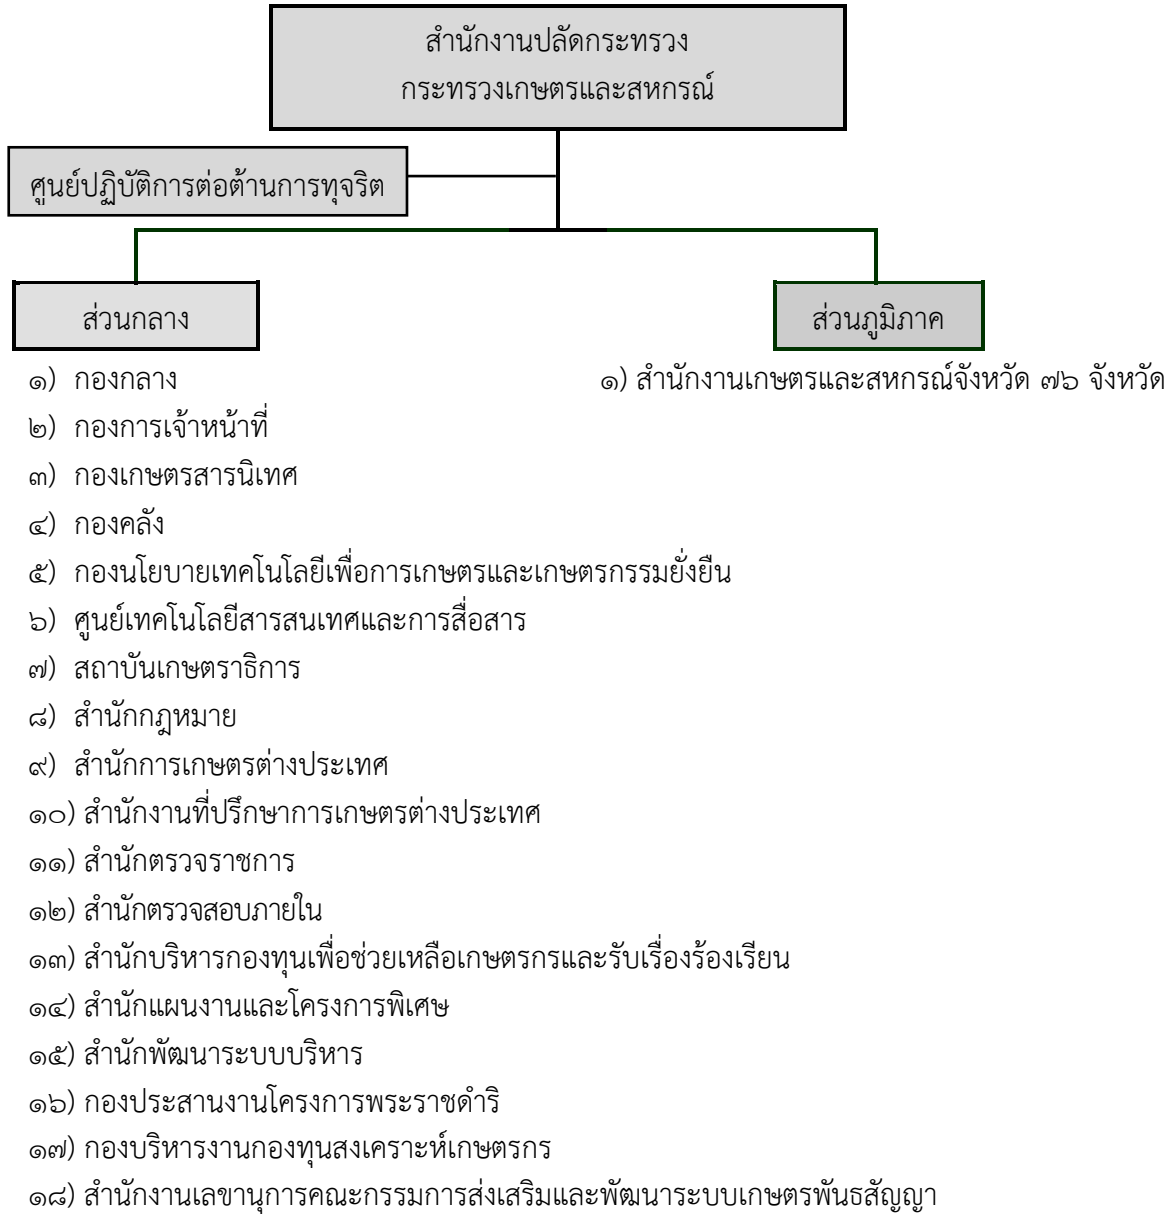 สำนักงานปลัดกระทรวง
กระทรวงเกษตรและสหกรณ์
ศูนย์ปฏิบัติการต่อต้านการทุจริต
ส่วนกลาง
ส่วนภูมิภาค
๑) กองกลาง
๑) สำนักงานเกษตรและสหกรณ์จังหวัด ๗๖ จังหวัด
๒) กองการเจ้าหน้าที่
๓) กองเกษตรสารนิเทศ
๔) กองคลัง
๕) กองนโยบายเทคโนโลยีเพื่อการเกษตรและเกษตรกรรมยั่งยืน
๖) ศูนย์เทคโนโลยีสารสนเทศและการสื่อสาร
๗) สถาบันเกษตราธิการ
๘) สำนักกฎหมาย
๙) สำนักการเกษตรต่างประเทศ
๑๐) สำนักงานที่ปรึกษาการเกษตรต่างประเทศ
๑๑) สำนักตรวจราชการ
๑๒) สำนักตรวจสอบภายใน
๑๓) สำนักบริหารกองทุนเพื่อช่วยเหลือเกษตรกรและรับเรื่องร้องเรียน
๑๔) สำนักแผนงานและโครงการพิเศษ
๑๕) สำนักพัฒนาระบบบริหาร
๑๖) กองประสานงานโครงการพระราชดำริ
๑๗) กองบริหารงานกองทุนสงเคราะห์เกษตรกร
๑๘) สำนักงานเลขานุการคณะกรรมการส่งเสริมและพัฒนาระบบเกษตรพันธสัญญา